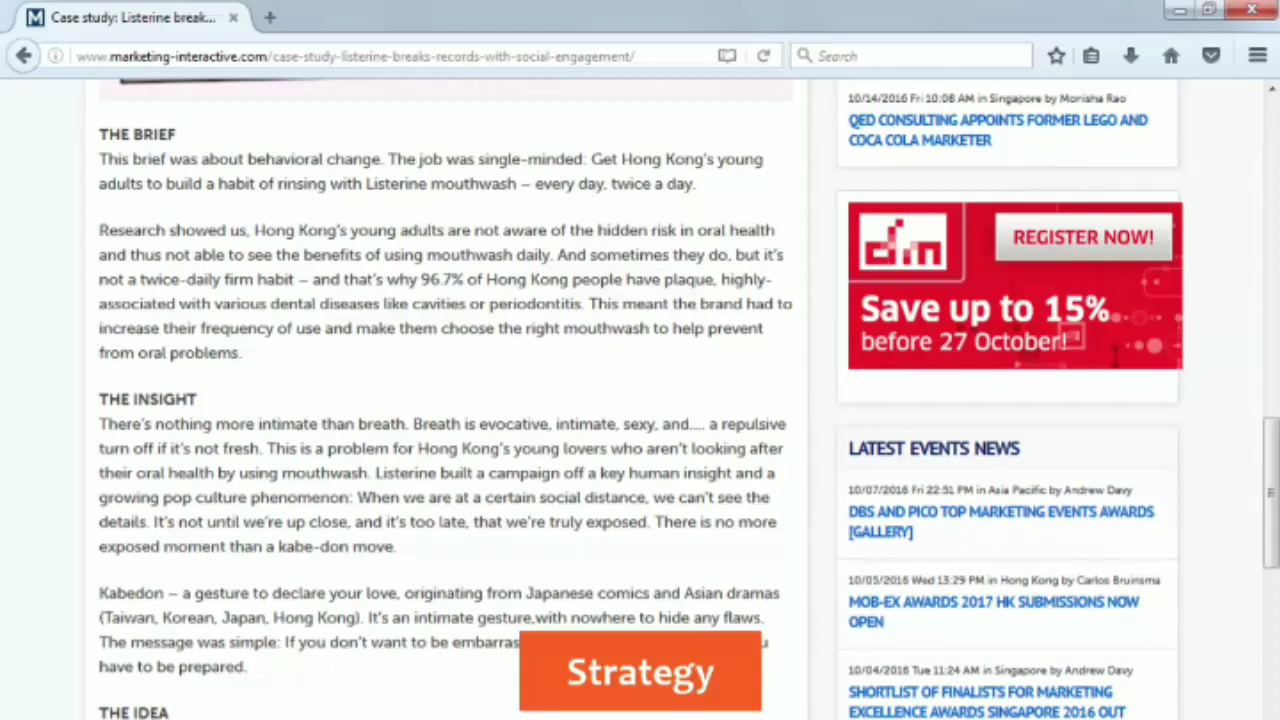 Case study: Listerine break...
www.marketing-interactive.com/case-study-listerine-breaks-records-with-social-engagement/
Search
THE BRIEF
This brief was about behavioral change. The job was single-minded: Get Hong Kong's young
adults to build a habit of rinsing with Listerine mouthwash – every day, twice a day.
Research showed us, Hong Kong's young adults are not aware of the hidden risk in oral health
and thus not able to see the benefits of using mouthwash daily. And sometimes they do, but it's
not a twice-daily firm habit – and that's why 96.7% of Hong Kong people have plaque, highly-
associated with various dental diseases like cavities or periodontitis. This meant the brand had to
increase their frequency of use and make them choose the right mouthwash to help prevent
from oral problems.
THE INSIGHT
There's nothing more intimate than breath. Breath is evocative, intimate, sexy, and.... a repulsive
turn off if it's not fresh. This is a problem for Hong Kong's young lovers who aren't looking after
their oral health by using mouthwash. Listerine built a campaign off a key human insight and a
growing pop culture phenomenon: When we are at a certain social distance, we can't see the
details. It's not until we're up close, and it's too late, that we're truly exposed. There is no more
exposed moment than a kabe-don move.
Kabedon – a gesture to declare your love, originating from Japanese comics and Asian dramas
(Taiwan, Korean, Japan, Hong Kong). It's an intimate gesture,with nowhere to hide any flaws.
The message was simple: If you don't want to be
have to be prepared.
Strategy
THE IDEA
10/14/2016 Fri 10:08 AM in Singapore by Monisha Rao
QED CONSULTING APPOINTS FORMER LEGO AND
COCA COLA MARKETER
dm
REGISTER NOW!
Save up to 15%
before 27 October!
LATEST EVENTS NEWS
10/07/2016 Fri 22:51 PM in Asia Pacific by Andrew Davy
DBS AND PICO TOP MARKETING EVENTS AWARDS
[GALLERY]
10/05/2016 Wed 13:29 PM in Hong Kong by Carlos Bruinsma
MOB-EX AWARDS 2017 HK SUBMISSIONS NOW
OPEN
10/04/2016 Tue 11:24 AM in Singapore by Andrew Davy
SHORTLIST OF FINALISTS FOR MARKETING
EXCELLENCE AWARDS SINGAPORE 2016 OUT